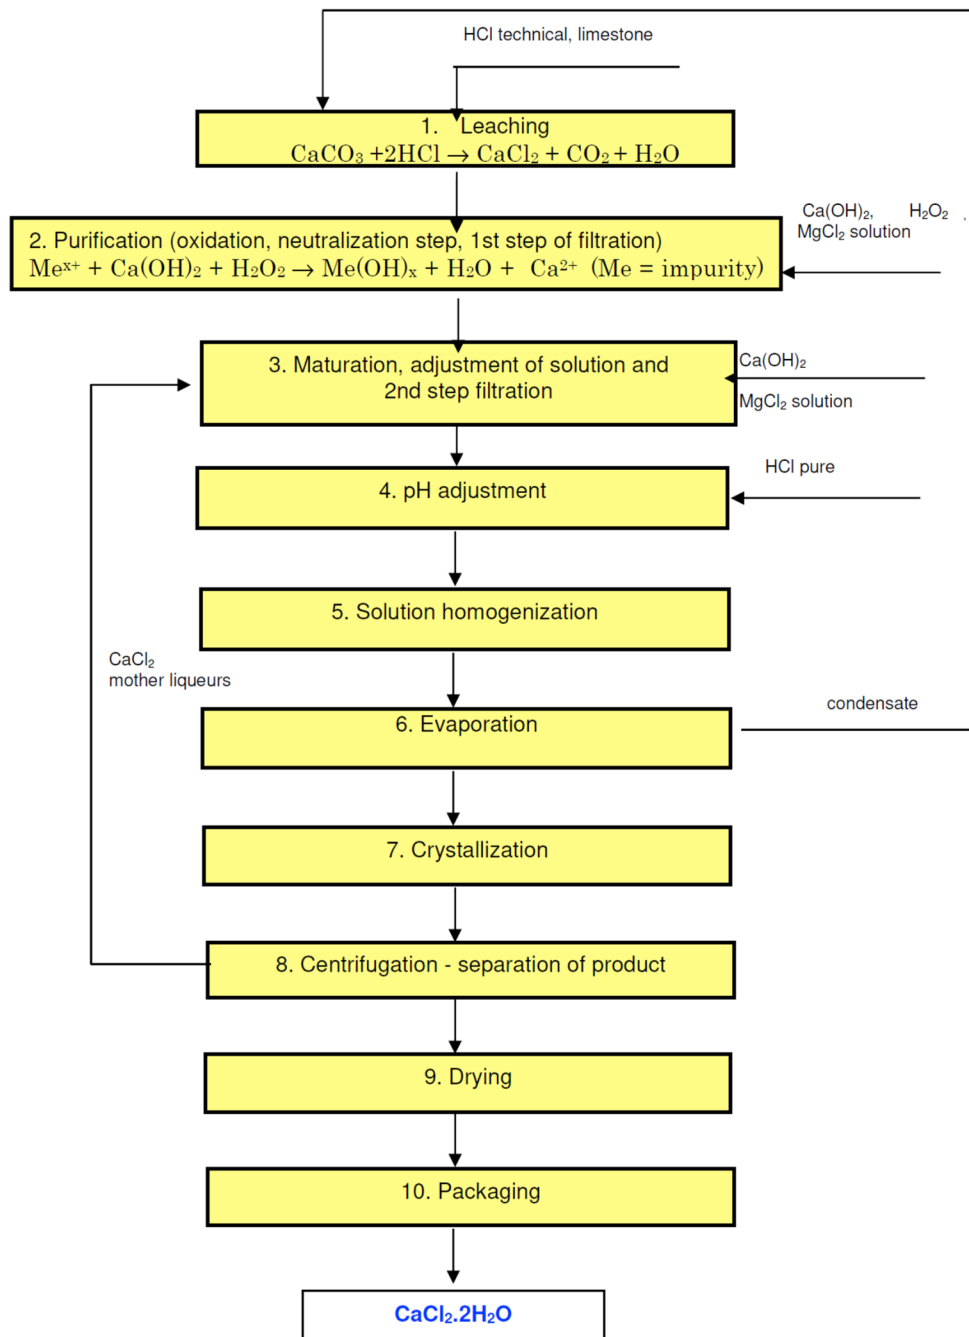 HCl technical, limestone
1. Leaching
CaCO₃ +2HCl → CaCl₂ + CO₂ + H₂O
Ca(OH)₂, H₂O₂ ,
MgCl₂ solution
2. Purification (oxidation, neutralization step, 1st step of filtration)
Meˣ⁺ + Ca(OH)₂ + H₂O₂ → Me(OH)ₓ + H₂O + Ca²⁺ (Me = impurity)
3. Maturation, adjustment of solution and
2nd step filtration
Ca(OH)₂
MgCl₂ solution
HCl pure
4. pH adjustment
5. Solution homogenization
CaCl₂
mother liqueurs
condensate
6. Evaporation
7. Crystallization
8. Centrifugation - separation of product
9. Drying
10. Packaging
CaCl₂.2H₂O